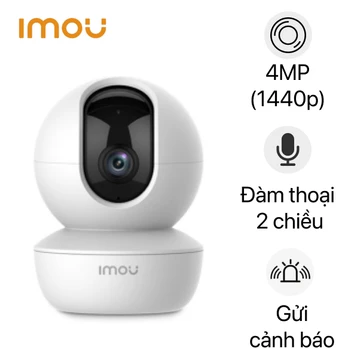 imou
4MP
(1440p)
Đàm thoại
2 chiều
imou
Gửi
cảnh báo